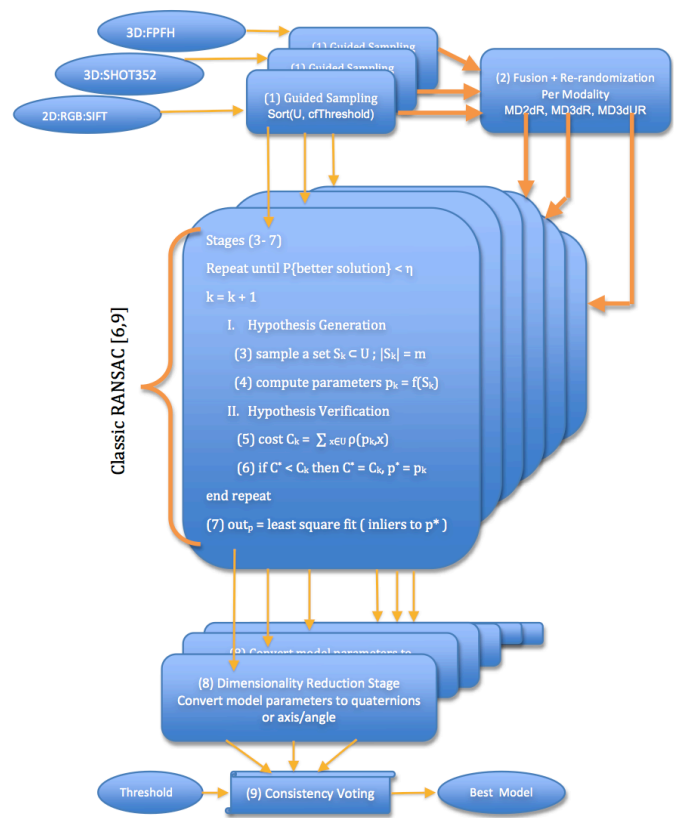 3D:FPFH
(1) Guided Sampling
3D:SHOT352
(1) Guided Sampling
2D:RGB:SIFT
(1) Guided Sampling
Sort(U, cfThreshold)
(2) Fusion + Re-randomization
Per Modality
MD2dR, MD3dR, MD3dUR
Classic RANSAC [6,9]
Stages (3- 7)
Repeat until P{better solution} < η
k = k + 1
I. Hypothesis Generation
(3) sample a set Sₖ ⊂ U ; |Sₖ| = m
(4) compute parameters pₖ = f(Sₖ)
II. Hypothesis Verification
(5) cost Cₖ = ∑ x∈U ρ(pₖ,x)
(6) if C* < Cₖ then C* = Cₖ, p* = pₖ
end repeat
(7) outₚ = least square fit ( inliers to p* )
Convert model parameters to
(8) Dimensionality Reduction Stage
Convert model parameters to quaternions
or axis/angle
Threshold
(9) Consistency Voting
Best Model